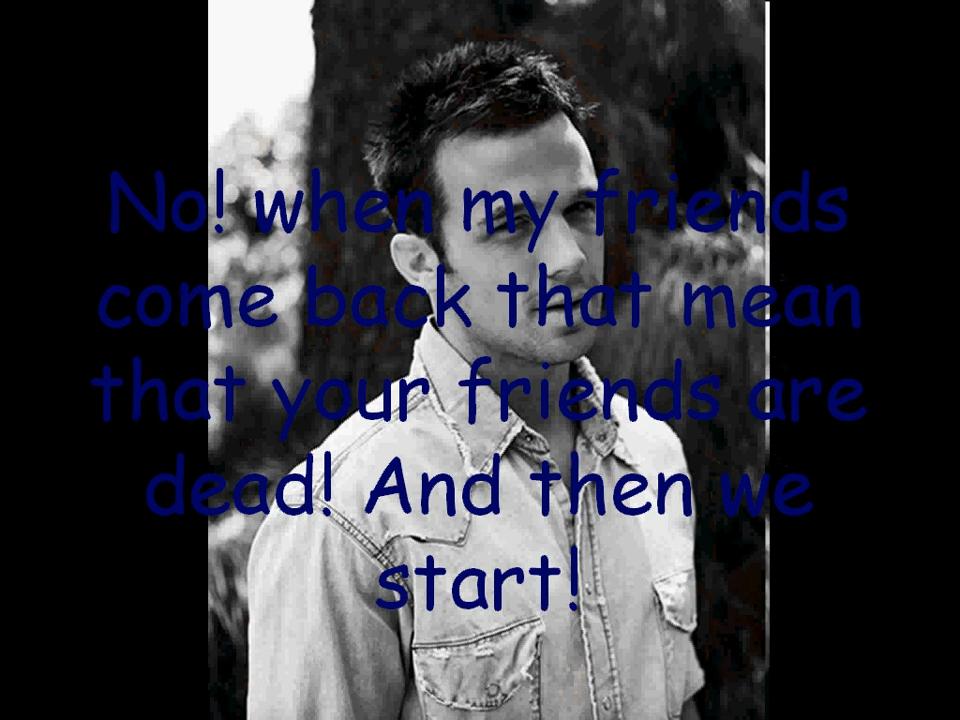 No! when my friends
come back that mean
that your friends are
dead! And then we
start!